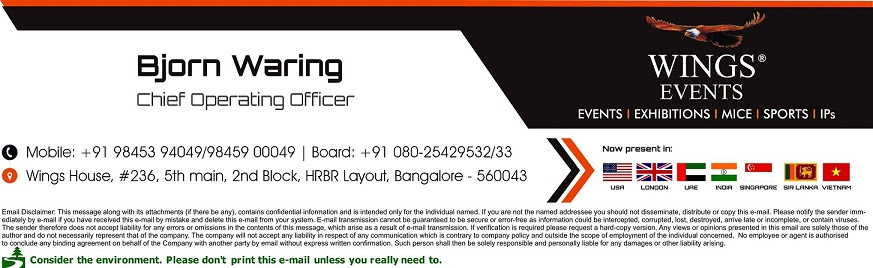 Bjorn Waring
Chief Operating Officer
WINGS®
EVENTS
EVENTS | EXHIBITIONS | MICE | SPORTS | IPs
Mobile: +91 98453 94049/98459 00049 | Board: +91 080-25429532/33
Wings House, #236, 5th main, 2nd Block, HRBR Layout, Bangalore - 560043
Now present in:
USA LONDON UAE INDIA SINGAPORE SIR LANKA VIETNAM
Email Disclaimer: This message along with its attachments (if there be any), contains confidential information and is intended only for the individual named. If you are not the named addressee you should not disseminate, distribute or copy this e-mail. Please notify the sender imm-
ediately by e-mail if you have received this e-mail by mistake and delete this e-mail from your system. E-mail transmission cannot be guaranteed to be secure or error-free as information could be intercepted, corrupted, lost, destroyed, arrive late or incomplete, or contain viruses.
The sender therefore does not accept liability for any errors or omissions in the contents of this message, which arise as a result of e-mail transmission. If verification is required please request a hard-copy version. Any views or opinions presented in this email are solely those of the
author and do not necessarily represent that of the company. The company will not accept any liability in respect of any communication which is contrary to company policy and outside the scope of employment of the individual concerned, No employee or agent is authorised
to conclude any binding agreement on behalf of the Company with another party by email without express written confirmation. Such person shall then be solely responsible and personally liable for any damages or other liability arising.
Consider the environment. Please don't print this e-mail unless you really need to.